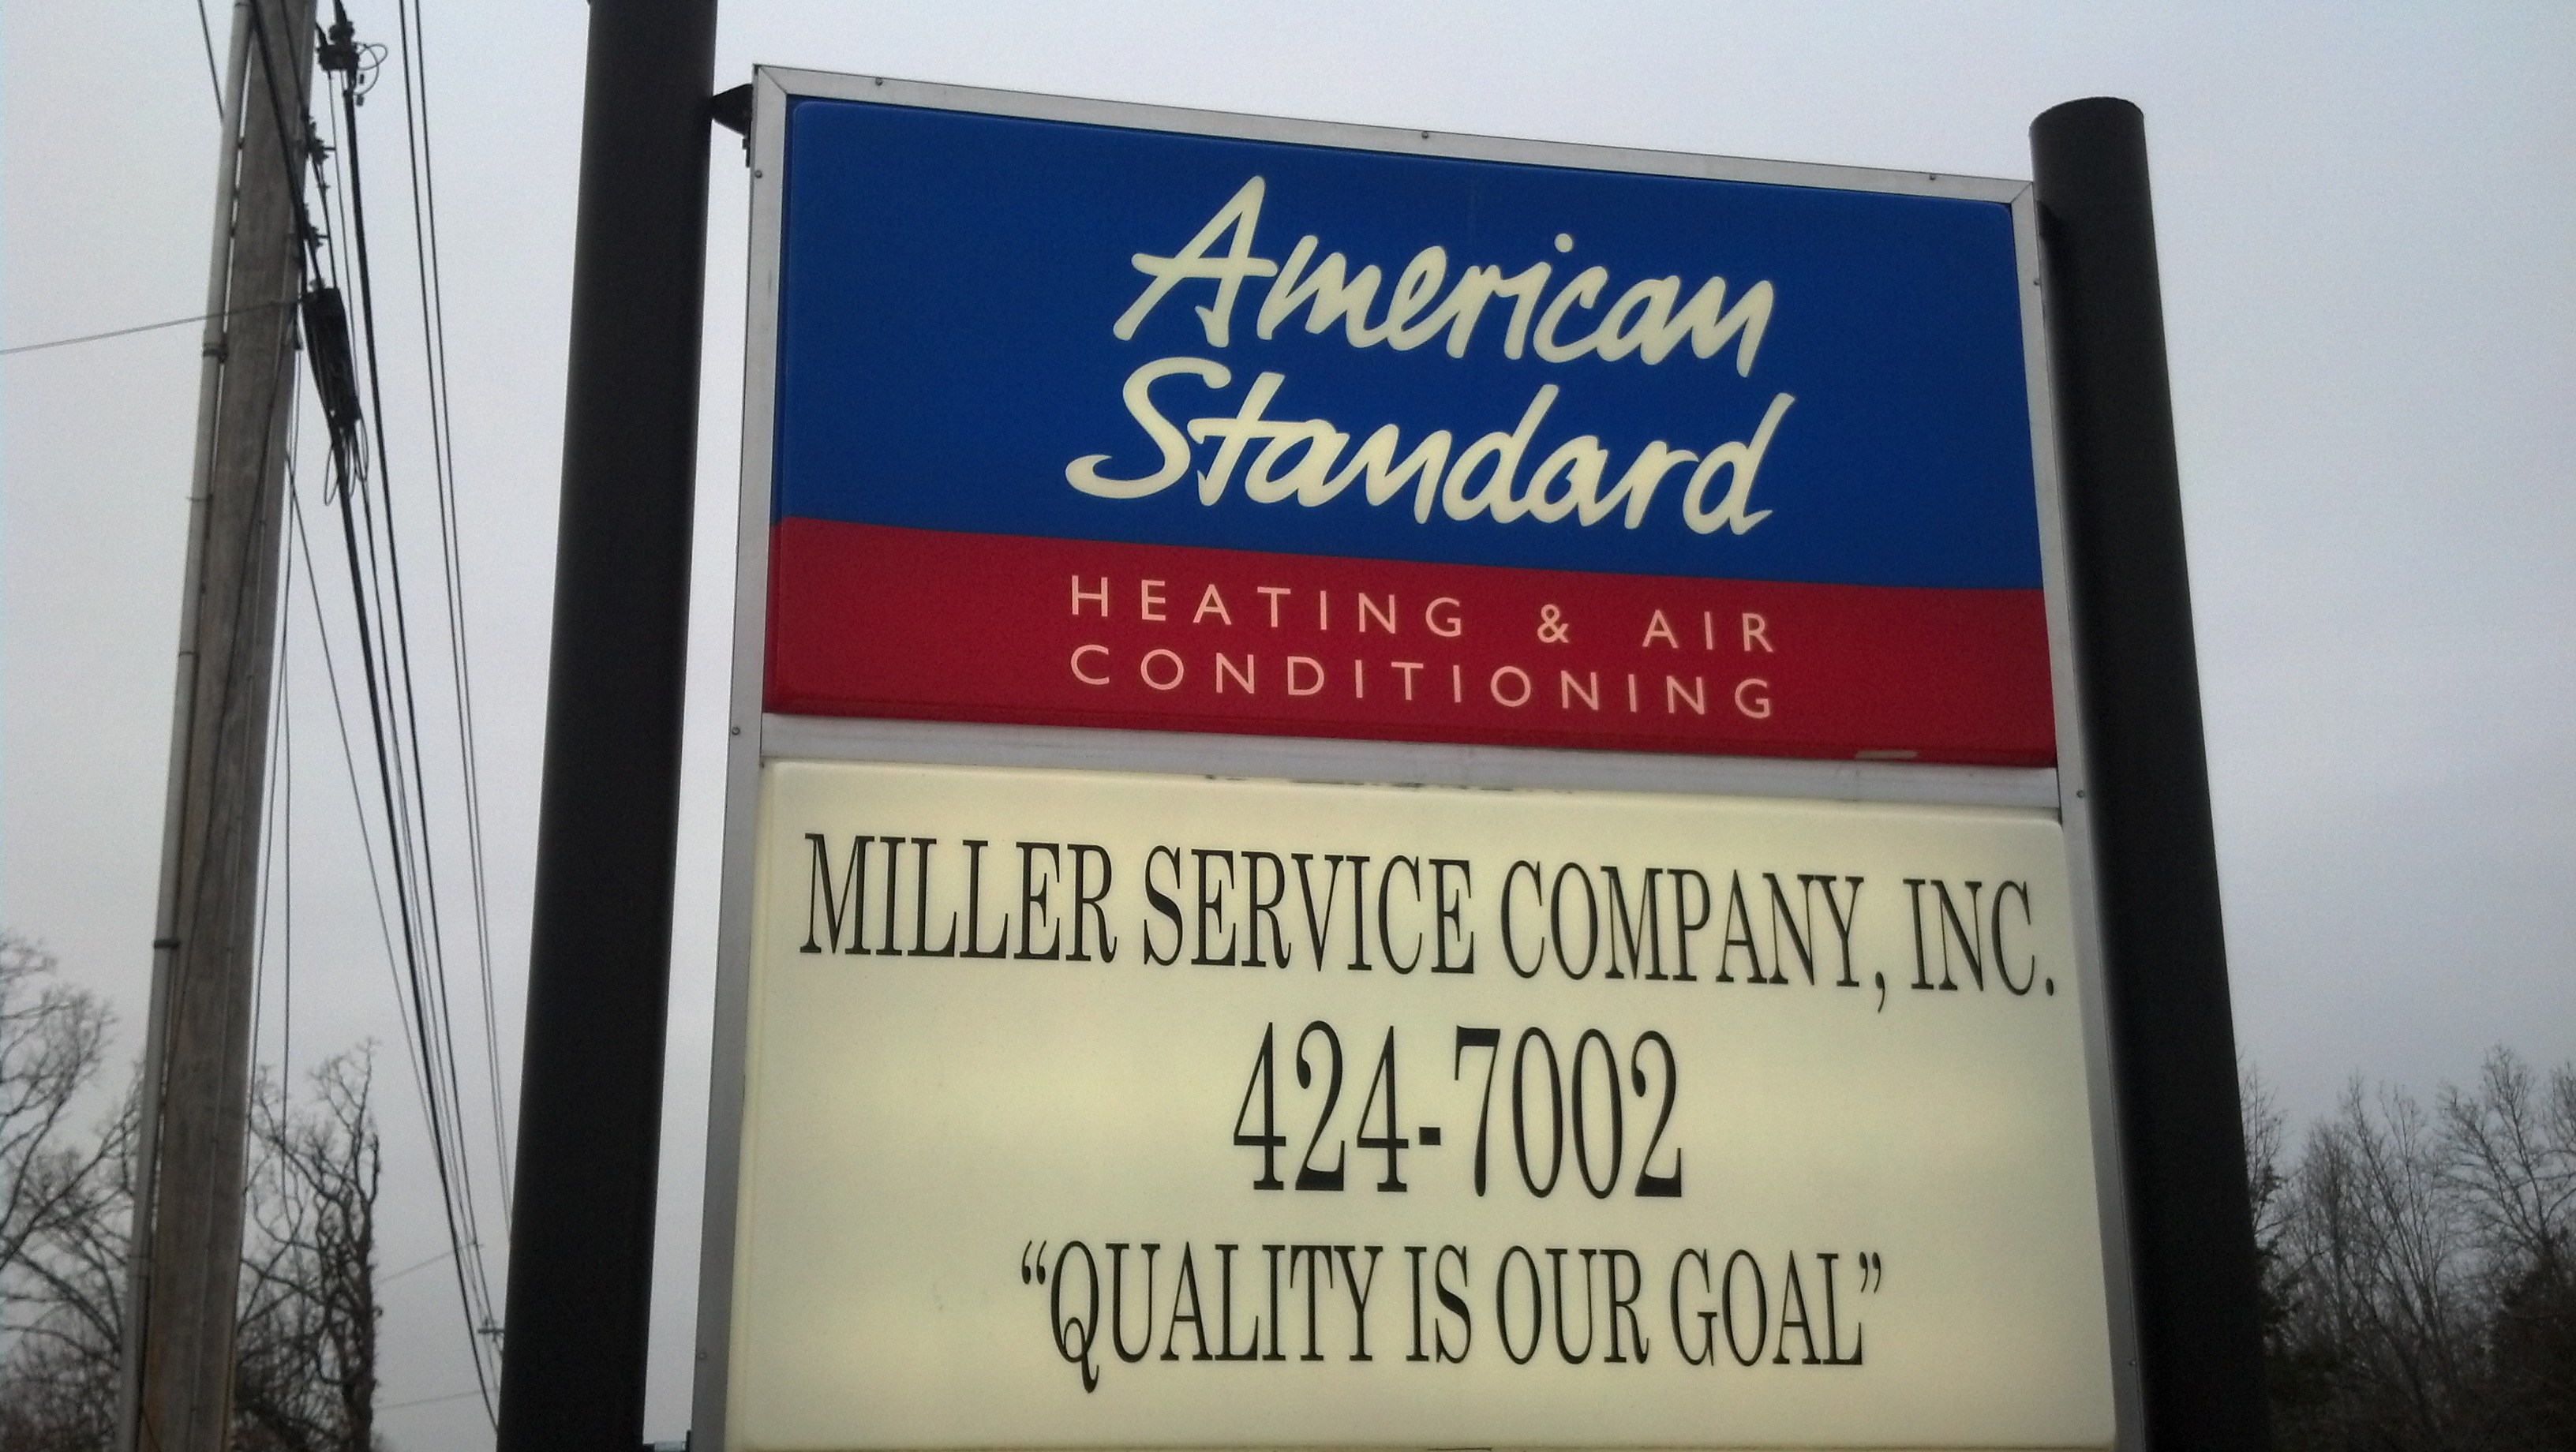 American
Standard
HEATING & AIR
CONDITIONING
MILLER SERVICE COMPANY, INC.
424-7002
“QUALITY IS OUR GOAL”